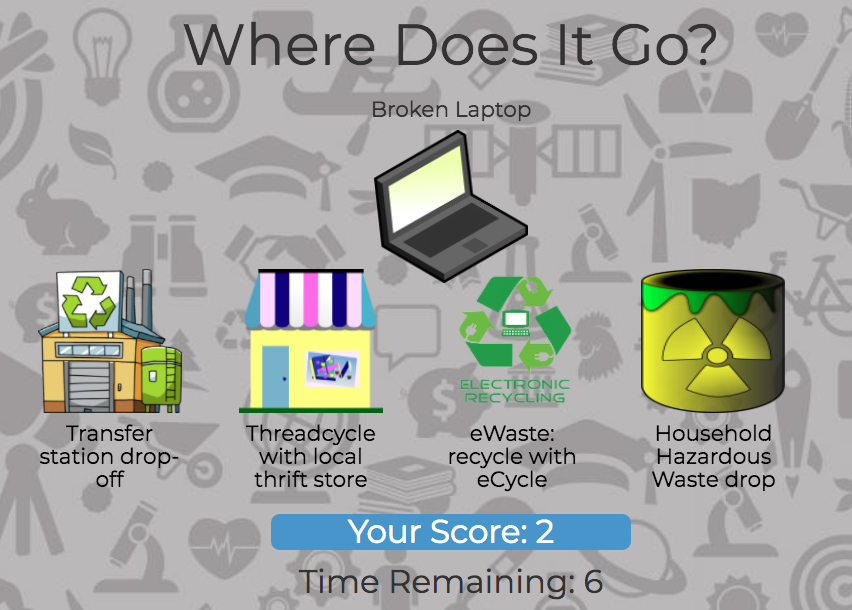 Where Does It Go?
Broken Laptop
ELECTRONIC
RECYCLING
Transfer
station drop-
off
Threadcycle
with local
thrift store
eWaste:
recycle with
eCycle
Household
Hazardous
Waste drop
Your Score: 2
Time Remaining: 6